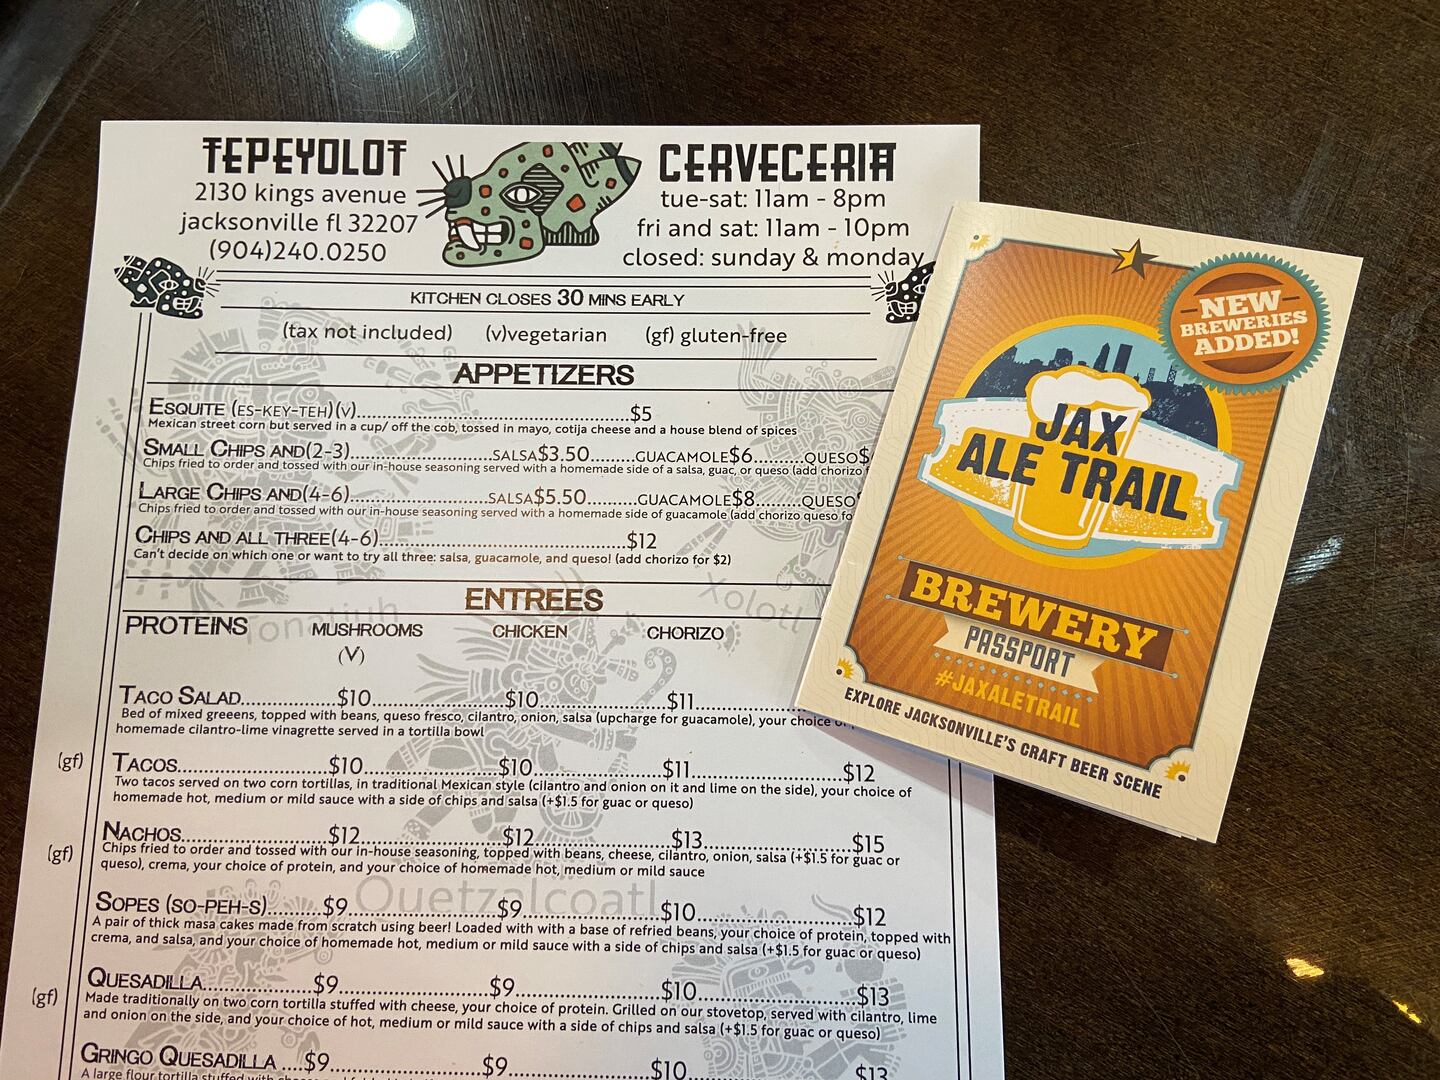 TEPEYOLOT
2130 kings avenue
jacksonville fl 32207
(904)240.0250
CERVECERIA
tue-sat: 11am - 8pm
fri and sat: 11am - 10pm
closed: sunday & monday
KITCHEN CLOSES 30 MINS EARLY
(tax not included) (v)vegetarian (gf) gluten-free
APPETIZERS
ESQUITE (ES-KEY-TEH)(V)....................................................$5
Mexican street corn but served in a cup/ off the cob, tossed in mayo, cotija cheese and a house blend of spices
SMALL CHIPS AND(2-3)...........................SALSA$3.50.........GUACAMOLE$6..........QUESO$
Chips fried to order and tossed with our in-house seasoning served with a homemade side of a salsa, guac, or queso (add chorizo
LARGE CHIPS AND(4-6)..........................SALSA$5.50.........GUACAMOLE$8.........QUESO
Chips fried to order and tossed with our in-house seasoning served with a homemade side of guacamole (add chorizo queso
CHIPS AND ALL THREE(4-6)..............................................$12
Can't decide on which one or want to try all three: salsa, guacamole, and queso! (add chorizo for $2)
ENTREES
Tonatiuh
Xolotl
PROTEINS MUSHROOMS CHICKEN CHORIZO
(V)
TACO SALAD..................$10.........................$10.........................$11
Bed of mixed greeens, topped with beans, queso fresco, cilantro, onion, salsa (upcharge for guacamole), your choice
homemade cilantro-lime vinagrette served in a tortilla bowl
(gf) TACOS............................$10.........................$10.........................$11............................$12
Two tacos served on two corn tortillas, in traditional Mexican style (cilantro and onion on it and lime on the side), your choice of
homemade hot, medium or mild sauce with a side of chips and salsa (+$1.5 for guac or queso)
(gf) NACHOS...........................$12..........................$12.........................$13............................$15
Chips fried to order and tossed with our in-house seasoning, topped with beans, cheese, cilantro, onion, salsa (+$1.5 for guac or
queso), crema, your choice of protein, and your choice of homemade hot, medium or mild sauce
Quetzalcoatl
SOPES (SO-PEH-S)..........$9.............................$9.........................$10............................$12
A pair of thick masa cakes made from scratch using beer! Loaded with with a base of refried beans, your choice of protein, topped with
crema, and salsa, and your choice of homemade hot, medium or mild sauce with a side of chips and salsa (+$1.5 for guac or queso)
(gf) QUESADILLA....................$9............................$9............................$10............................$13
Made traditionally on two corn tortilla stuffed with cheese, your choice of protein. Grilled on our stovetop, served with cilantro, lime
and onion on the side, and your choice of hot, medium or mild sauce with a side of chips and salsa (+$1.5 for guac or queso)
GRINGO QUESADILLA ...$9............................$9............................$10............................$13
A large flour tortilla stuffed with
NEW
BREWERIES
ADDED!
JAX
ALE TRAIL
BREWERY
PASSPORT
#JAXALETRAIL
EXPLORE JACKSONVILLE'S CRAFT BEER SCENE